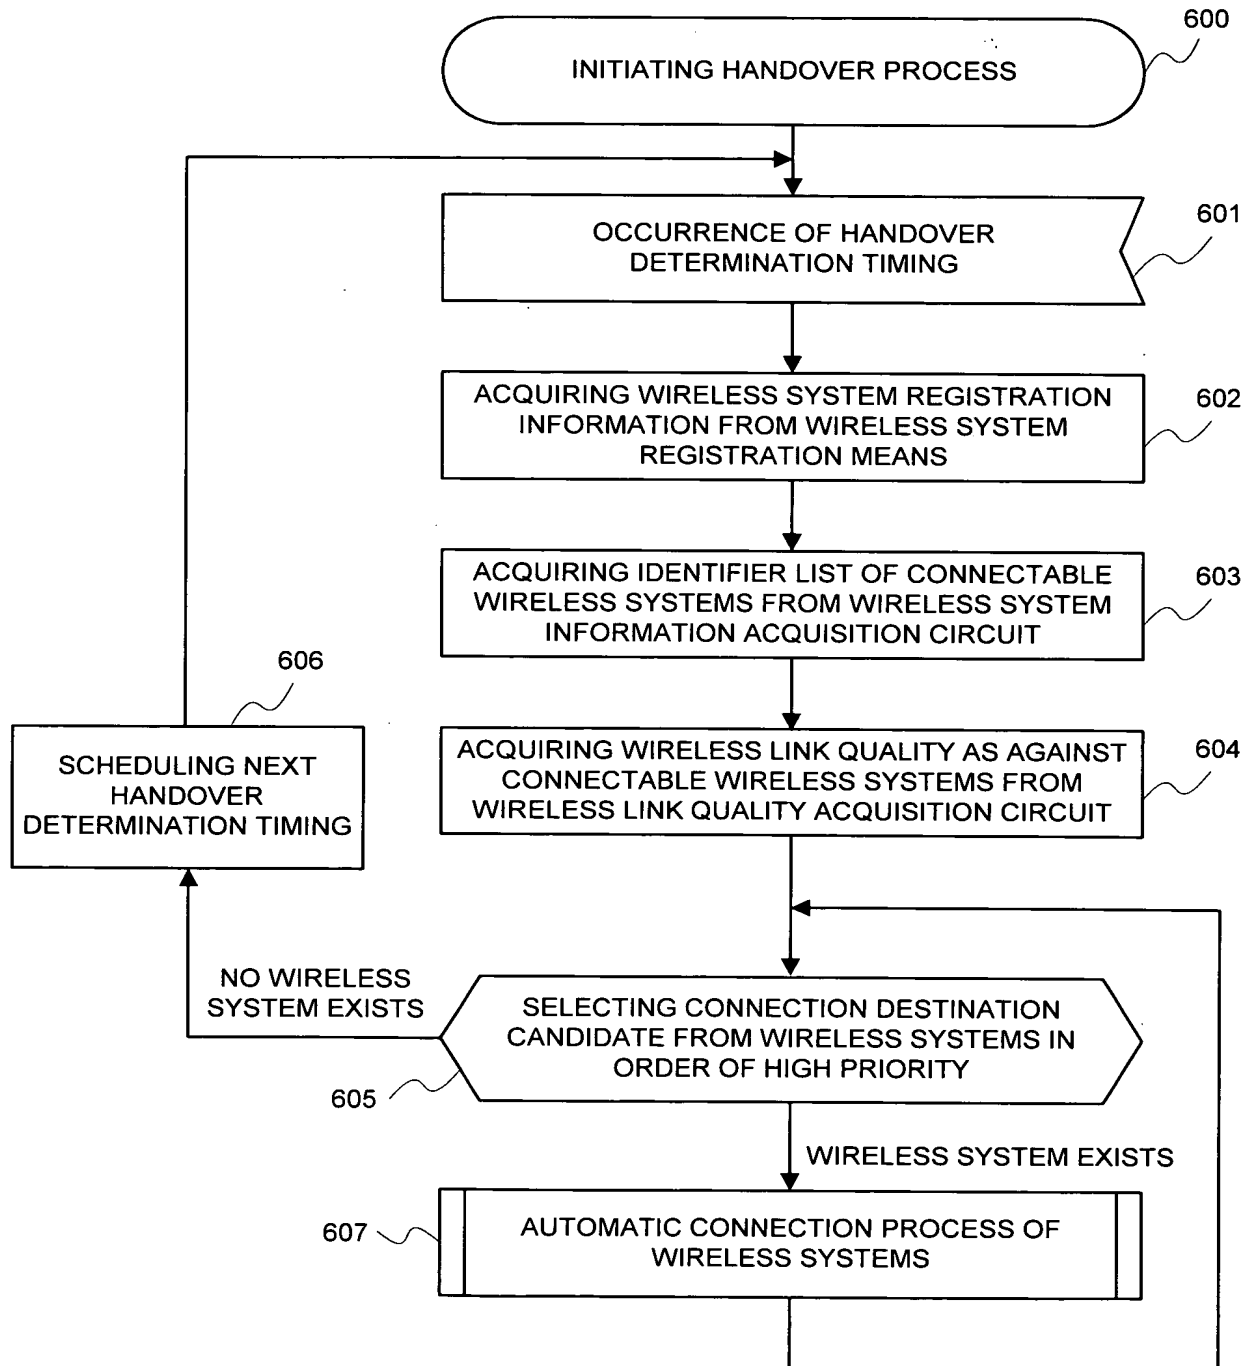 600
INITIATING HANDOVER PROCESS
601
OCCURRENCE OF HANDOVER
DETERMINATION TIMING
602
ACQUIRING WIRELESS SYSTEM REGISTRATION
INFORMATION FROM WIRELESS SYSTEM
REGISTRATION MEANS
603
ACQUIRING IDENTIFIER LIST OF CONNECTABLE
WIRELESS SYSTEMS FROM WIRELESS SYSTEM
INFORMATION ACQUISITION CIRCUIT
606
SCHEDULING NEXT
HANDOVER
DETERMINATION TIMING
604
ACQUIRING WIRELESS LINK QUALITY AS AGAINST
CONNECTABLE WIRELESS SYSTEMS FROM
WIRELESS LINK QUALITY ACQUISITION CIRCUIT
NO WIRELESS
SYSTEM EXISTS
SELECTING CONNECTION DESTINATION
CANDIDATE FROM WIRELESS SYSTEMS IN
ORDER OF HIGH PRIORITY
605
WIRELESS SYSTEM EXISTS
607
AUTOMATIC CONNECTION PROCESS OF
WIRELESS SYSTEMS